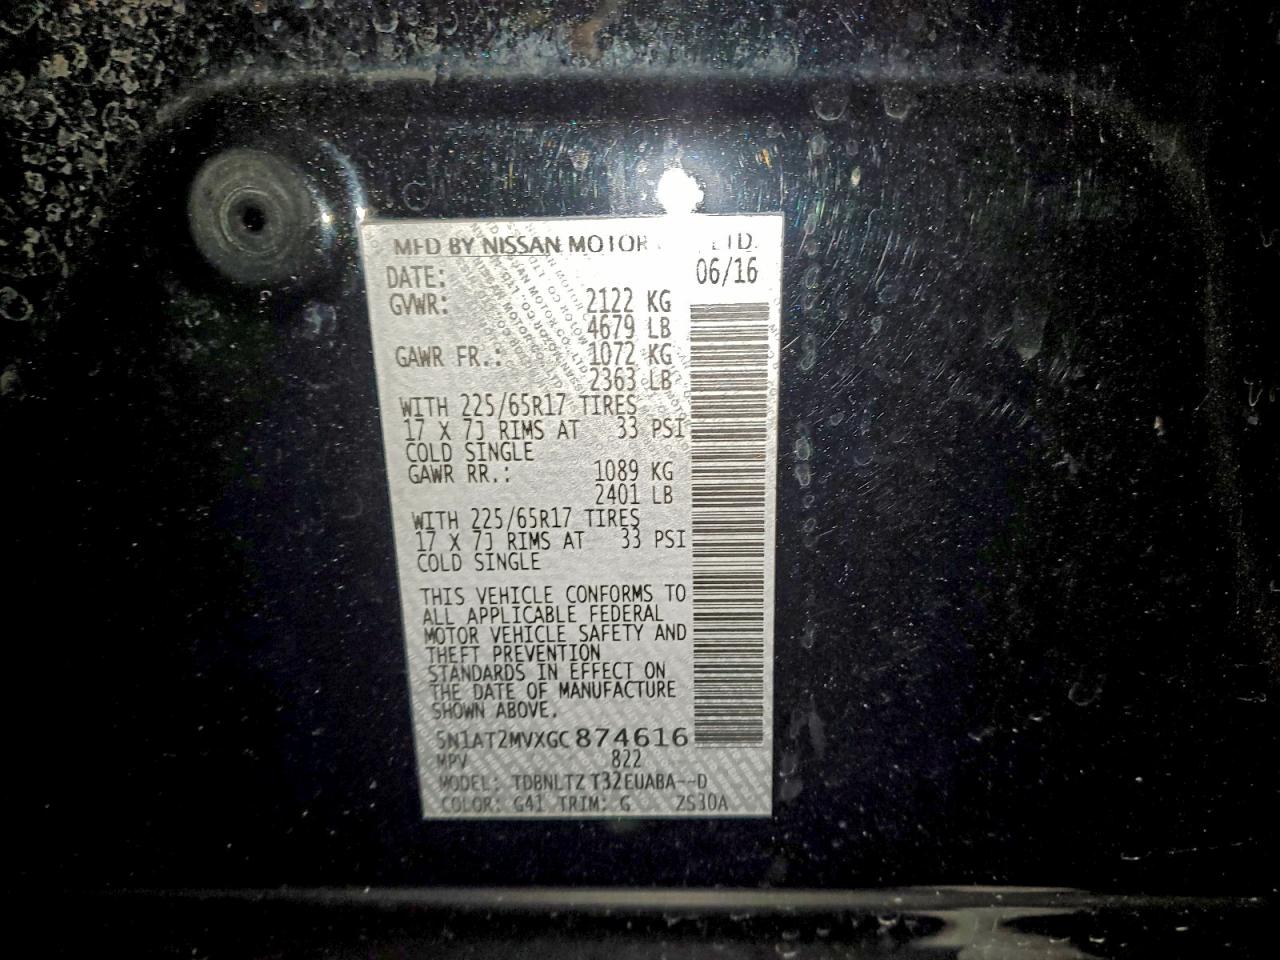 MFD BY NISSAN MOTOR LTD.
DATE: 06/16
GVWR: 2122 KG
4679 LB
GAWR FR.: 1072 KG
2363 LB
WITH 225/65R17 TIRES
17 X 7J RIMS AT 33 PSI
COLD SINGLE
GAWR RR.: 1089 KG
2401 LB
WITH 225/65R17 TIRES
17 X 7J RIMS AT 33 PSI
COLD SINGLE
THIS VEHICLE CONFORMS TO
ALL APPLICABLE FEDERAL
MOTOR VEHICLE SAFETY AND
THEFT PREVENTION
STANDARDS IN EFFECT ON
THE DATE OF MANUFACTURE
SHOWN ABOVE.
5N1AT2MVXGC874616
MPV 822
MODEL: TDBNLTZ T32EUABA--D
COLOR: G41 TRIM: G ZS30A